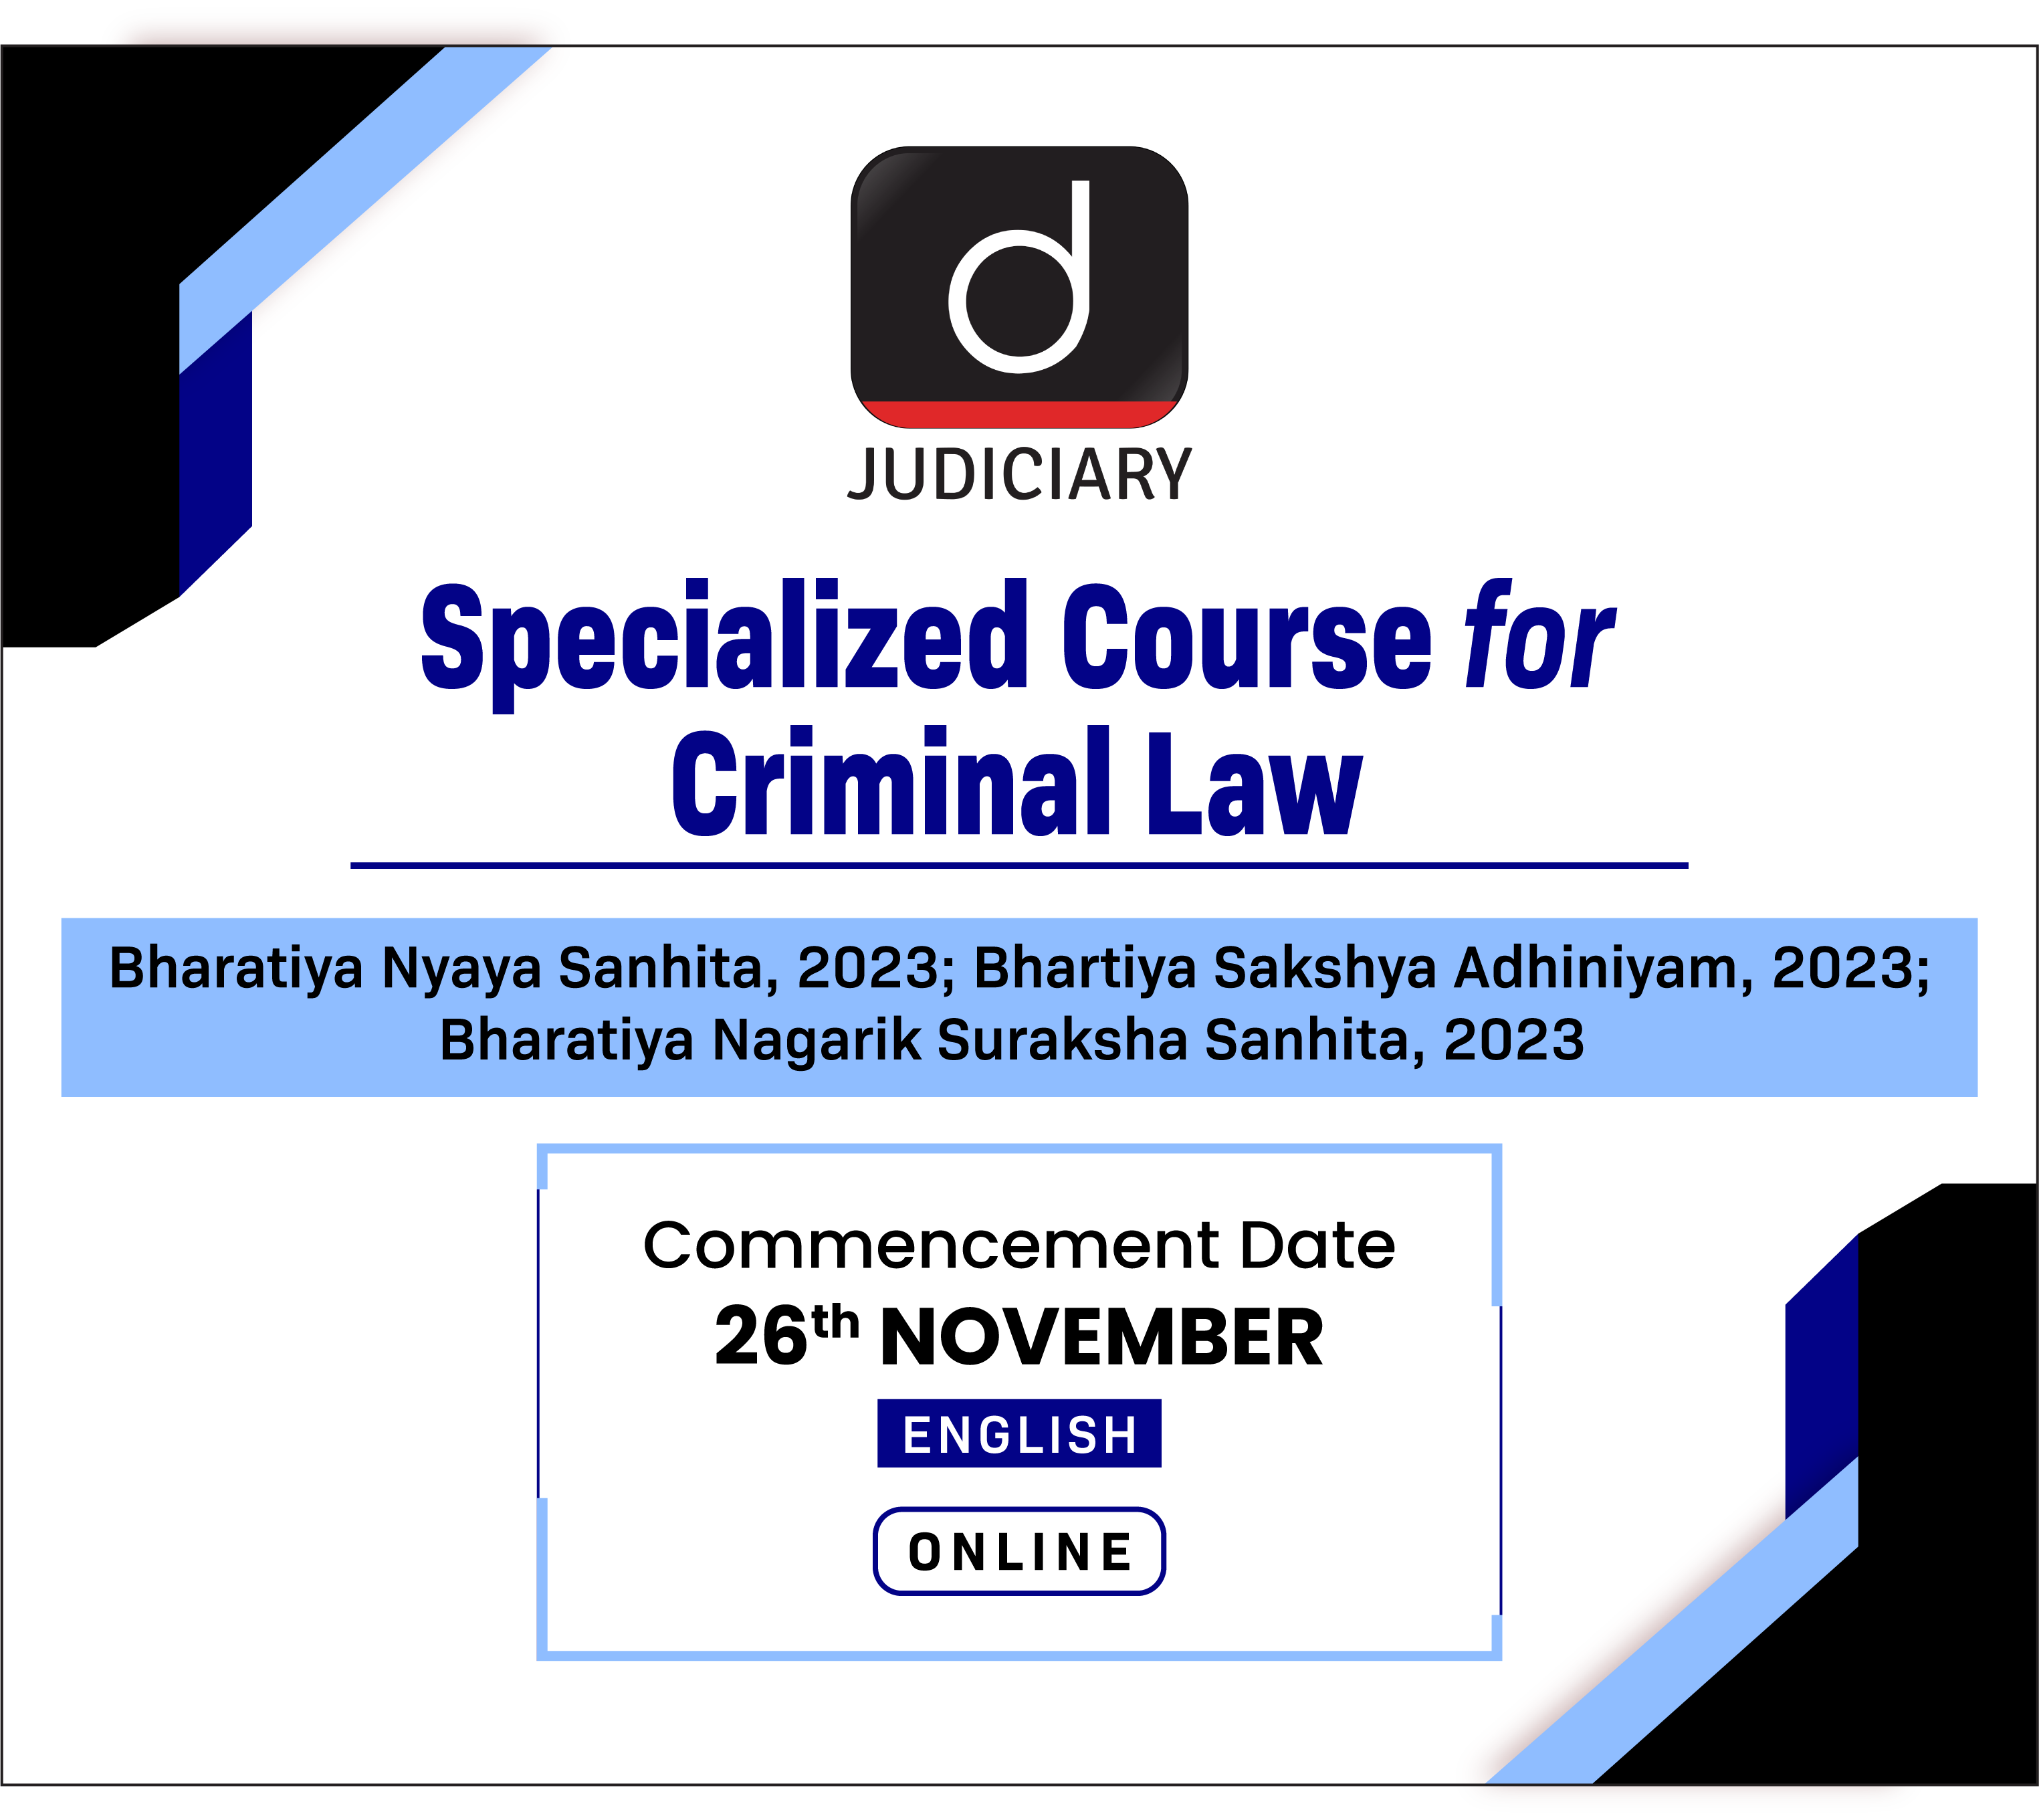 d
JUDICIARY
Specialized Course for
Criminal Law
Bharatiya Nyaya Sanhita, 2023; Bhartiya Sakshya Adhiniyam, 2023;
Bharatiya Nagarik Suraksha Sanhita, 2023
Commencement Date
26th NOVEMBER
ENGLISH
ONLINE